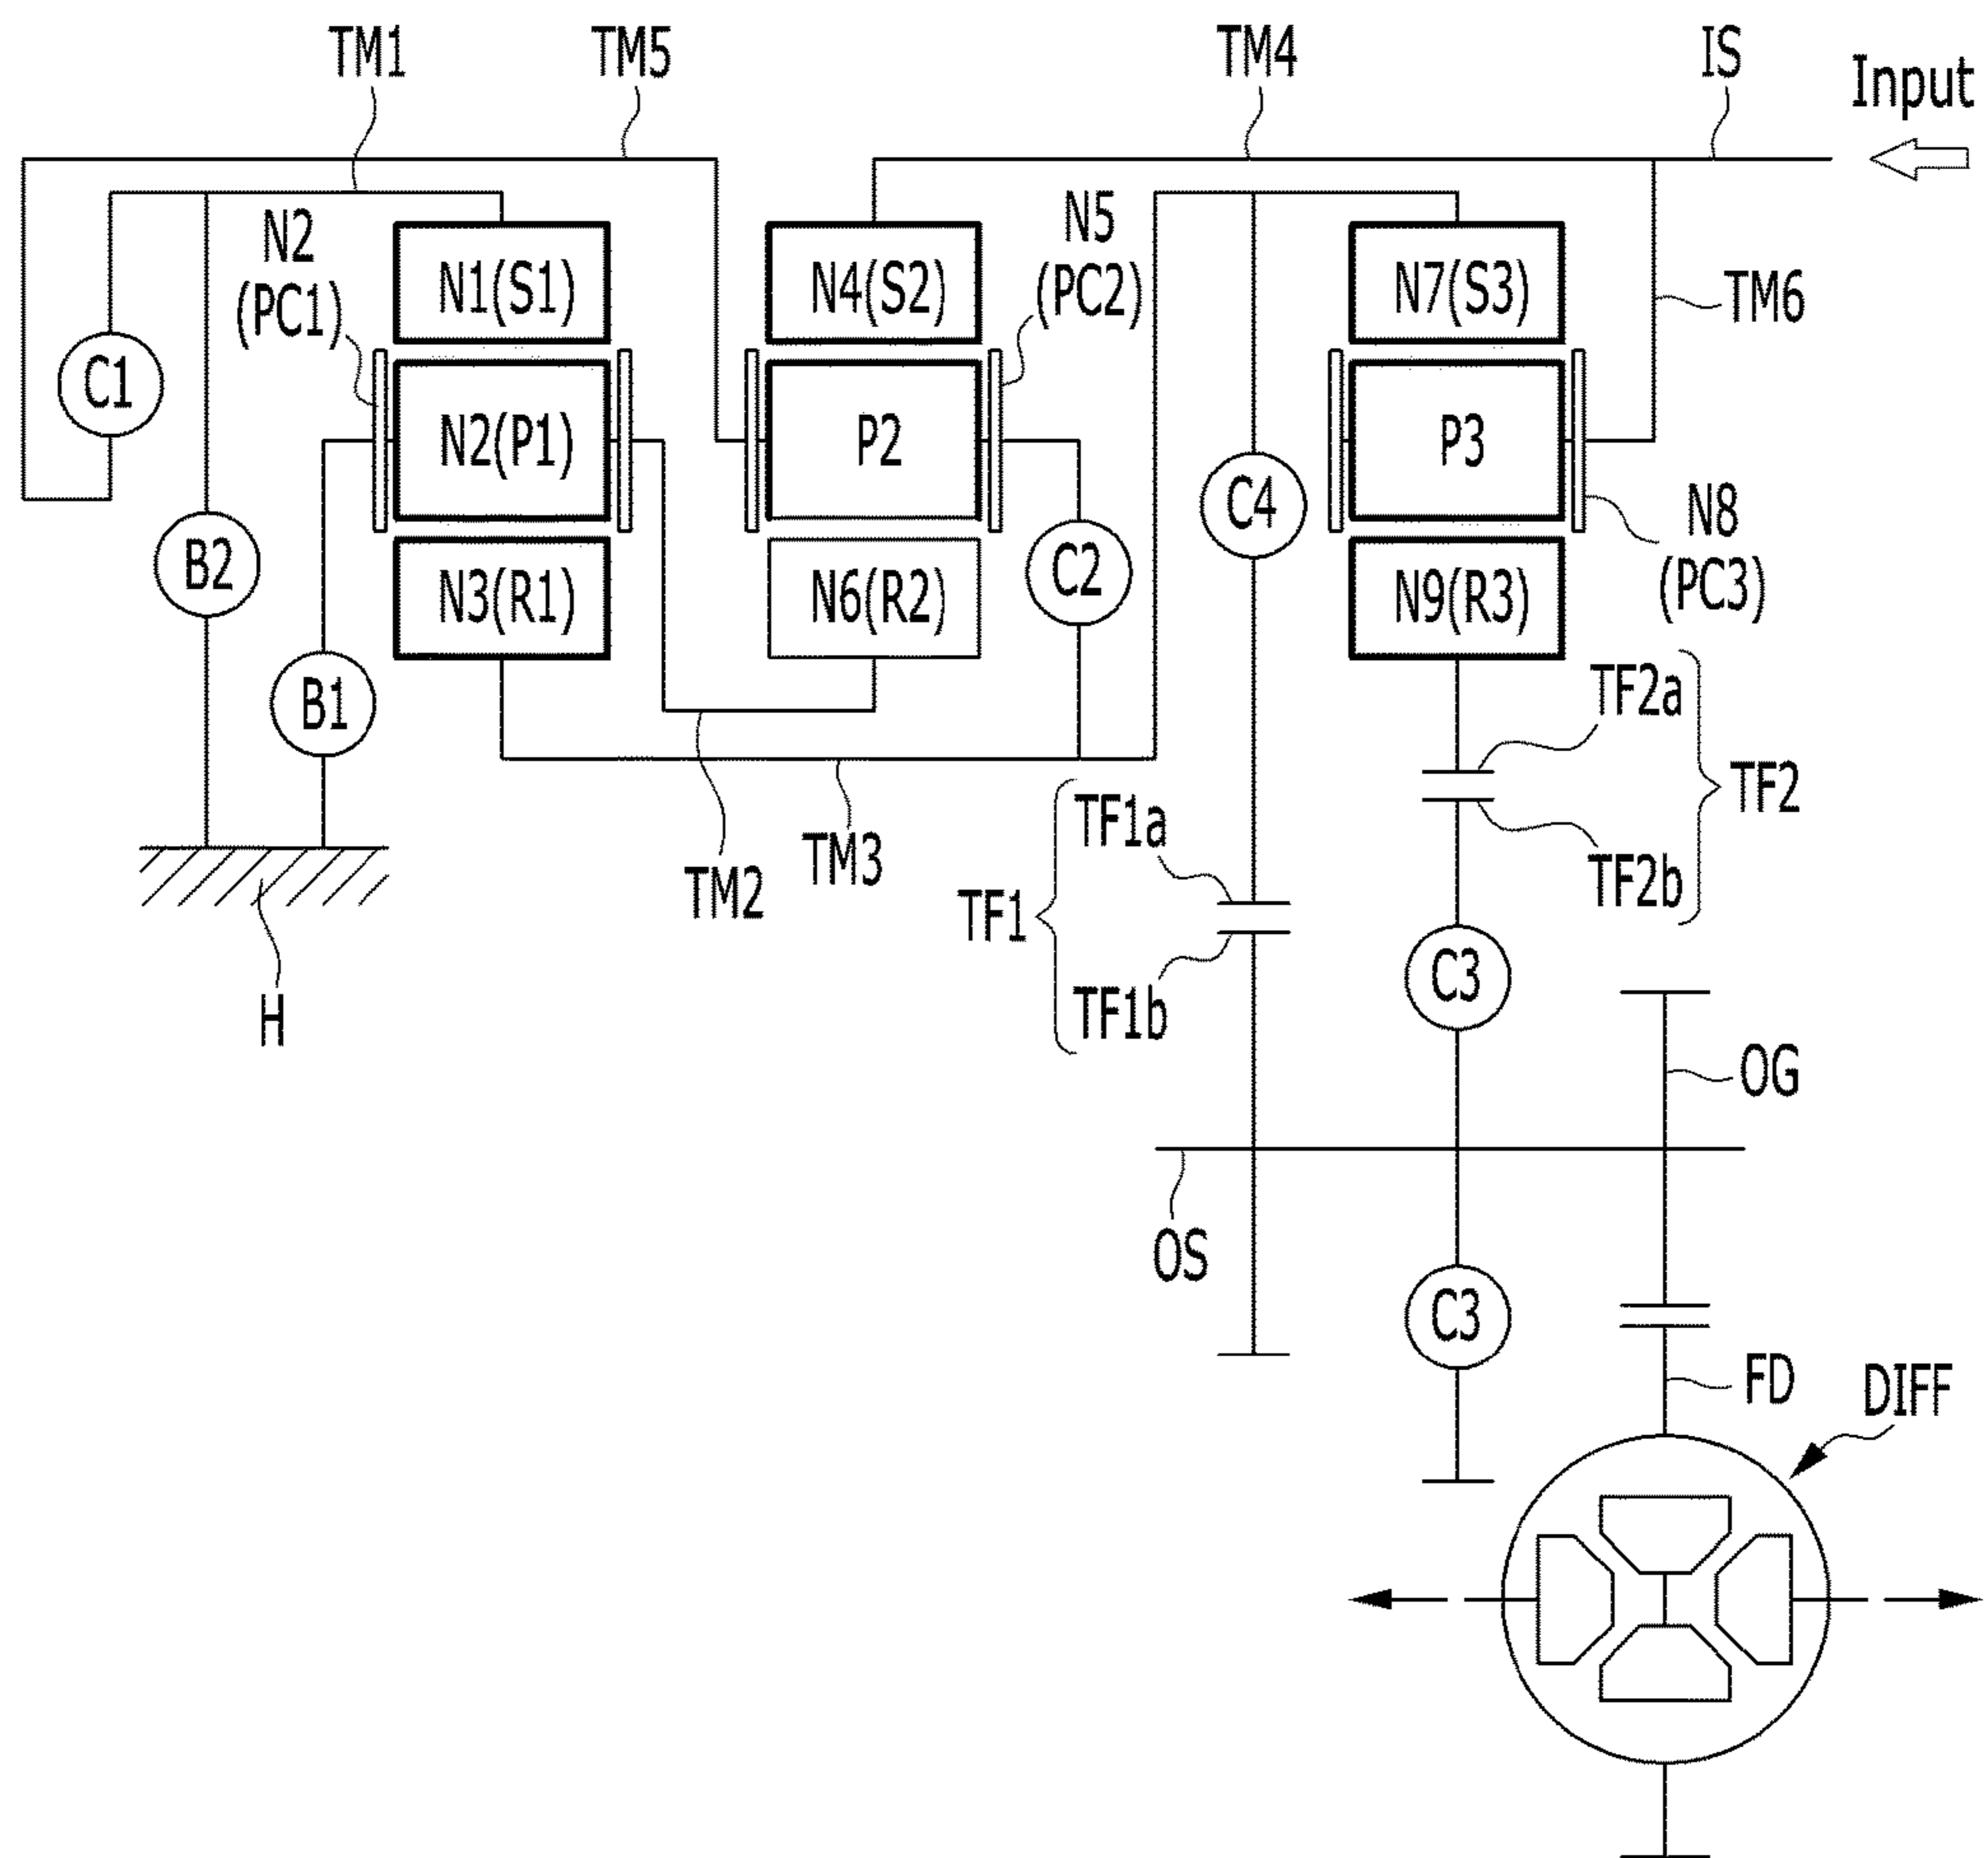 TM1
TM5
TM4
IS
Input
N2
(PC1)
N1(S1)
N4(S2)
N5
(PC2)
N7(S3)
TM6
C1
N2(P1)
P2
C4
P3
N8
(PC3)
B2
N3(R1)
N6(R2)
C2
N9(R3)
B1
TF2a
TF2
TF2b
TM2
TM3
TF1a
TF1
TF1b
H
C3
OG
OS
C3
FD
DIFF